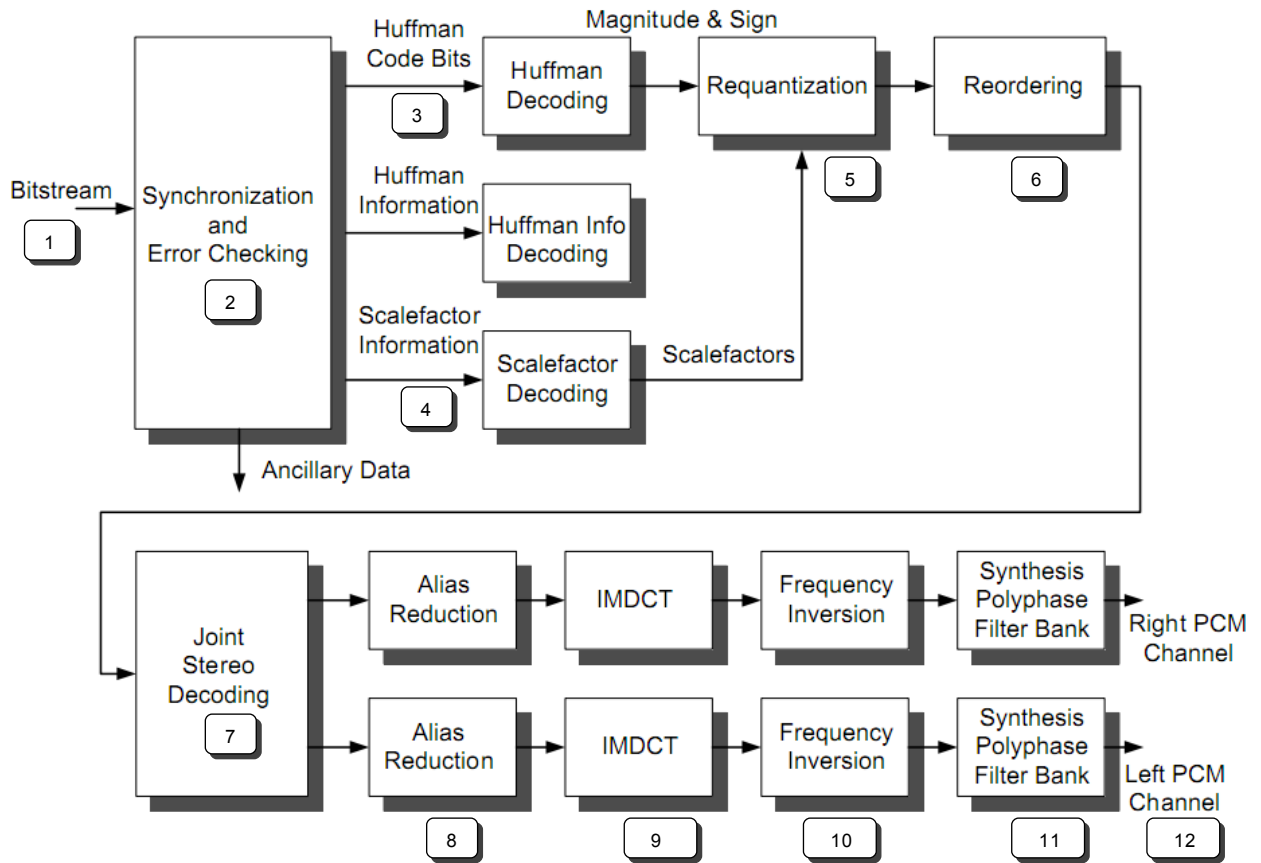 Magnitude & Sign
Huffman
Code Bits
3
Huffman
Decoding
Requantization
5
Reordering
6
Bitstream
1
Synchronization
and
Error Checking
2
Huffman
Information
Huffman Info
Decoding
Scalefactor
Information
4
Scalefactor
Decoding
Scalefactors
Ancillary Data
Joint
Stereo
Decoding
7
Alias
Reduction
IMDCT
Frequency
Inversion
Synthesis
Polyphase
Filter Bank
Right PCM
Channel
Alias
Reduction
8
IMDCT
9
Frequency
Inversion
10
Synthesis
Polyphase
Filter Bank
11
Left PCM
Channel
12